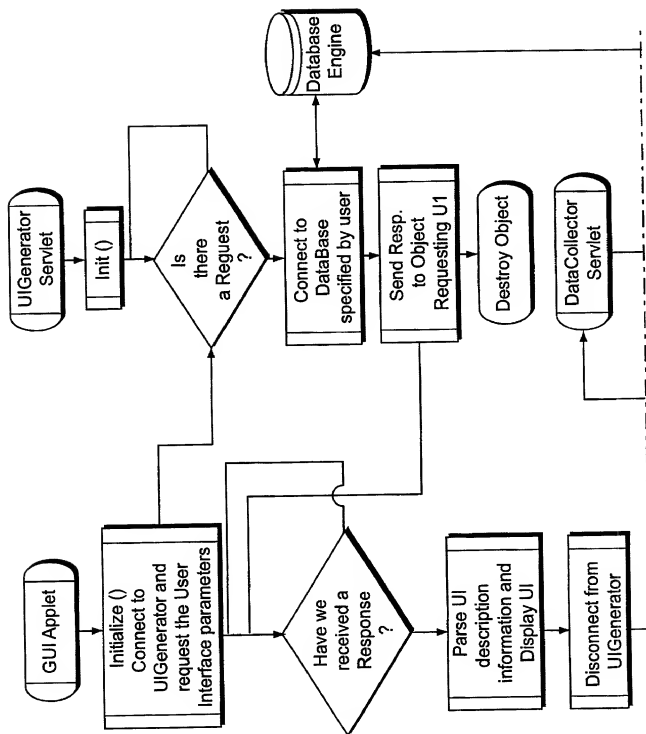 GUI Applet
Initialize ()
Connect to
UIGenerator and
request the User
Interface parameters
Have we
received a
Response
?
Parse UI
description
information and
Display UI
Disconnect from
UIGenerator
UIGenerator
Servlet
Init ()
Is
there
a Reguest
?
Connect to
DataBase
specified by user
Send Resp.
to Object
Requesting U1
Destroy Object
DataCollector
Servlet
Database
Engine